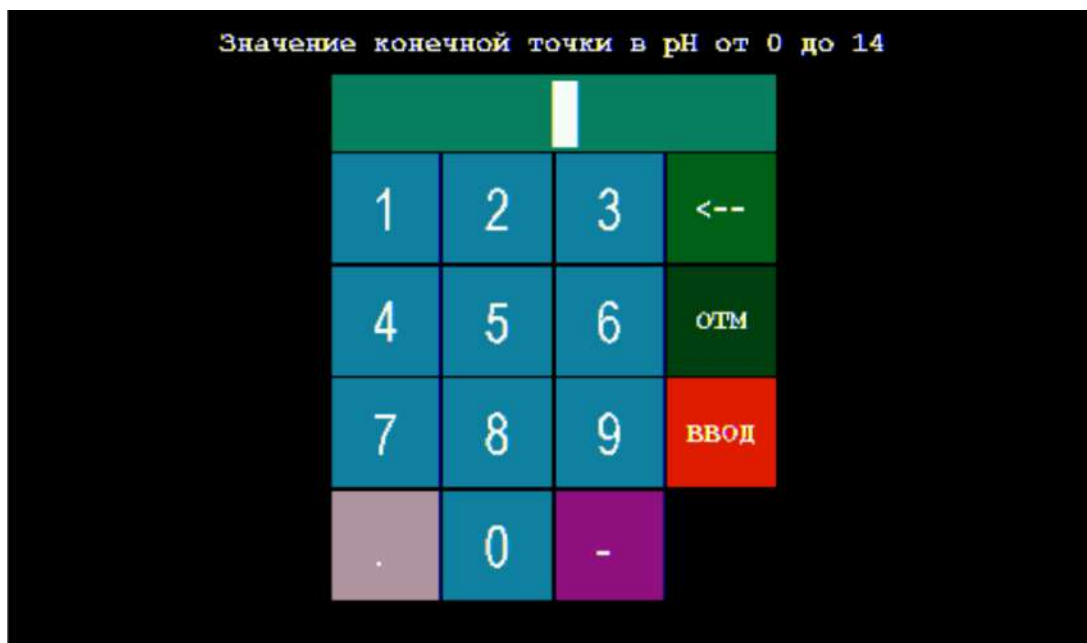 Значение конечной точки в pH от 0 до 14
1 2 3 <--
4 5 6 ОТМ
7 8 9 ВВОД
. 0 -